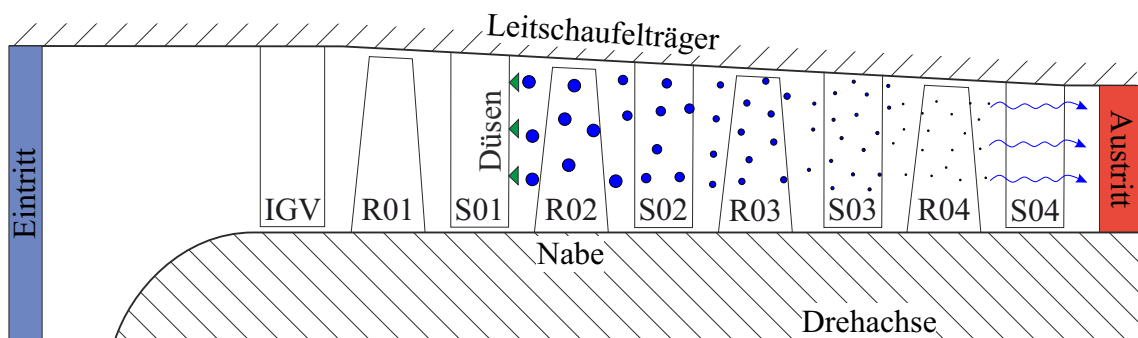 Leitschaufelträger
Eintritt
Düsen
Austritt
IGV
R01
S01
R02
S02
R03
S03
R04
S04
Nabe
Drehachse